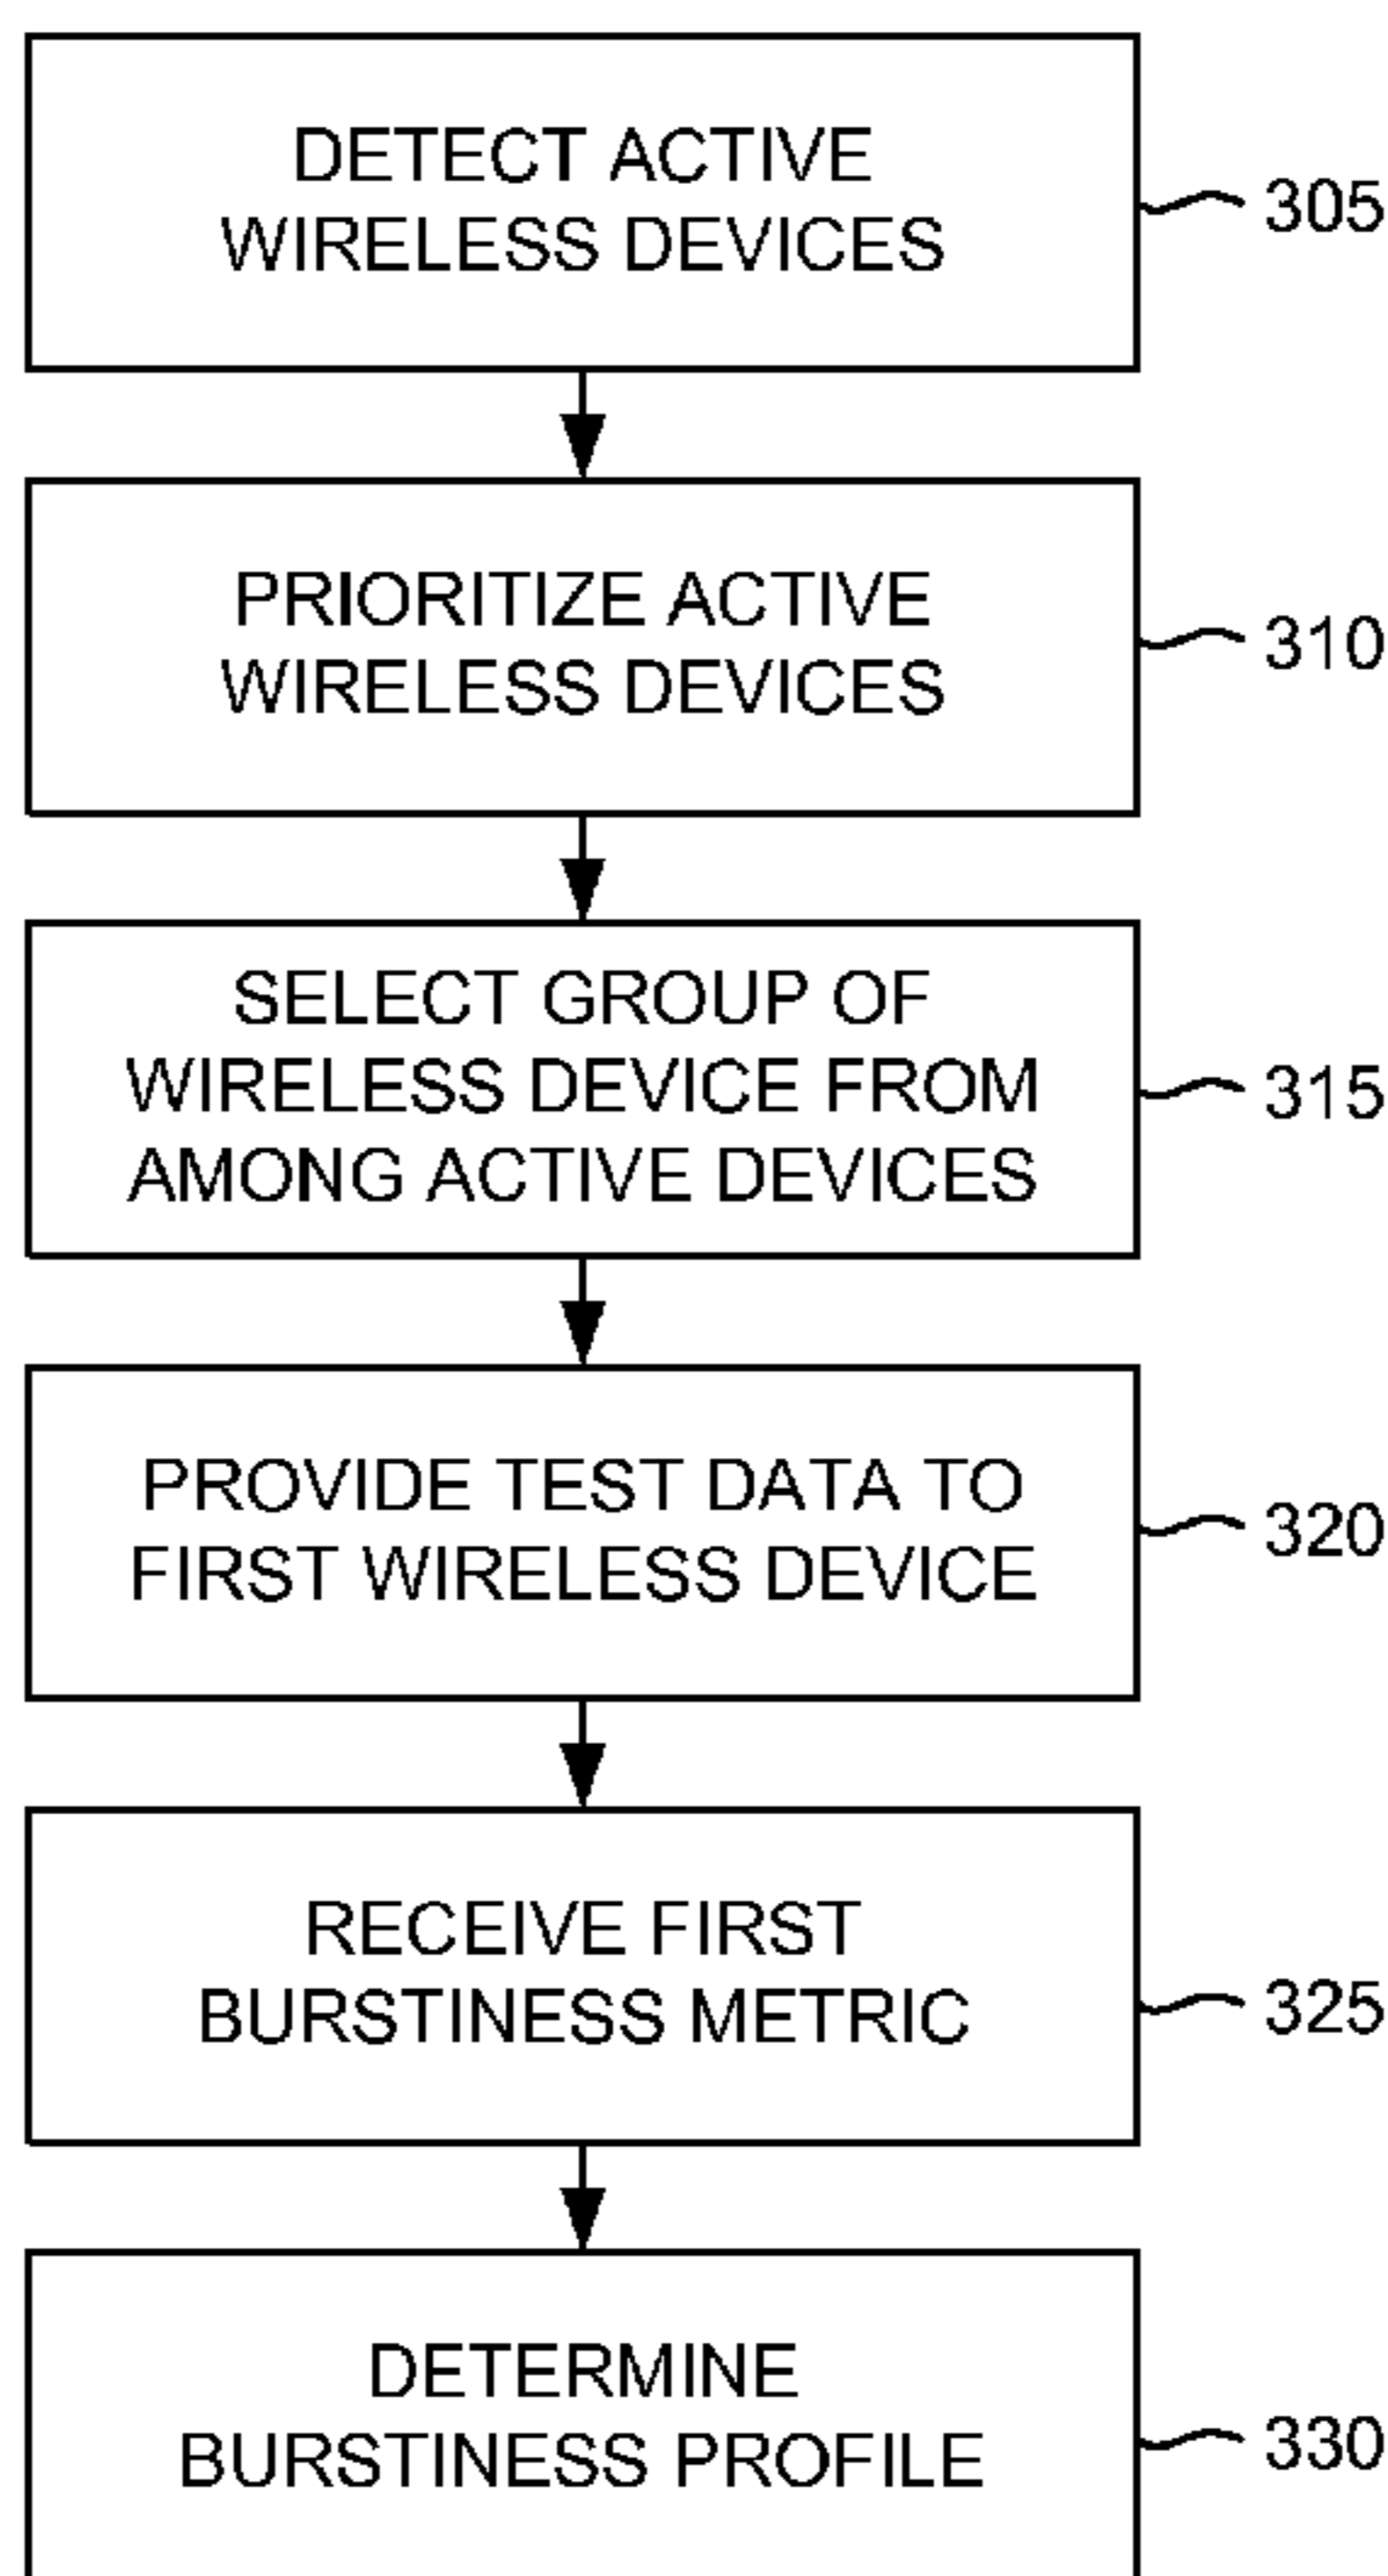 DETECT ACTIVE
WIRELESS DEVICES
305
PRIORITIZE ACTIVE
WIRELESS DEVICES
310
SELECT GROUP OF
WIRELESS DEVICE FROM
AMONG ACTIVE DEVICES
315
PROVIDE TEST DATA TO
FIRST WIRELESS DEVICE
320
RECEIVE FIRST
BURSTINESS METRIC
325
DETERMINE
BURSTINESS PROFILE
330